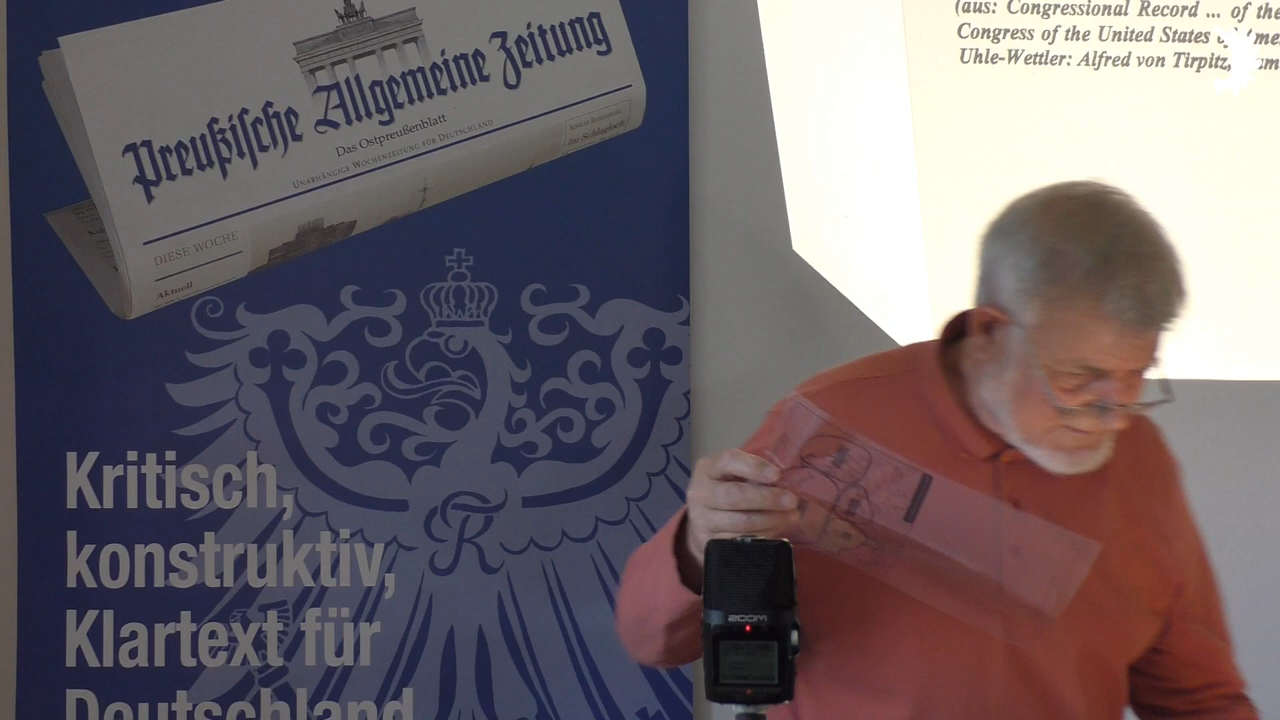 Preußische Allgemeine Zeitung
Das Ostpreußenblatt
Unabhängige Wochenzeitung für Deutschland
DIESE WOCHE
Aktuell
Kritisch,
konstruktiv,
Klartext für
Deutschland
(aus: Congressional Record ... of the
Congress of the United States
Uhle-Wettler: Alfred von Tirpitz,
ZOOM